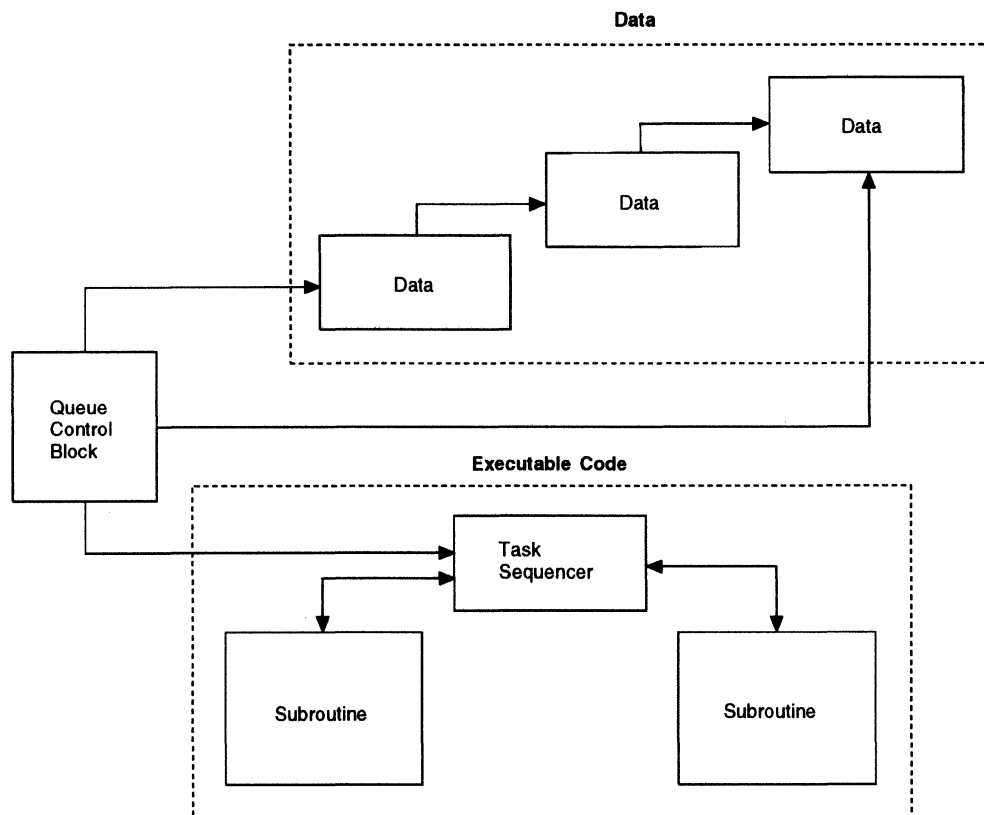 Data
Data
Data
Data
Queue
Control
Block
Executable Code
Task
Sequencer
Subroutine
Subroutine